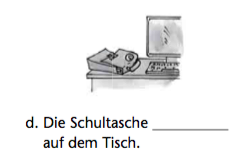 d. Die Schultasche __________
auf dem Tisch.